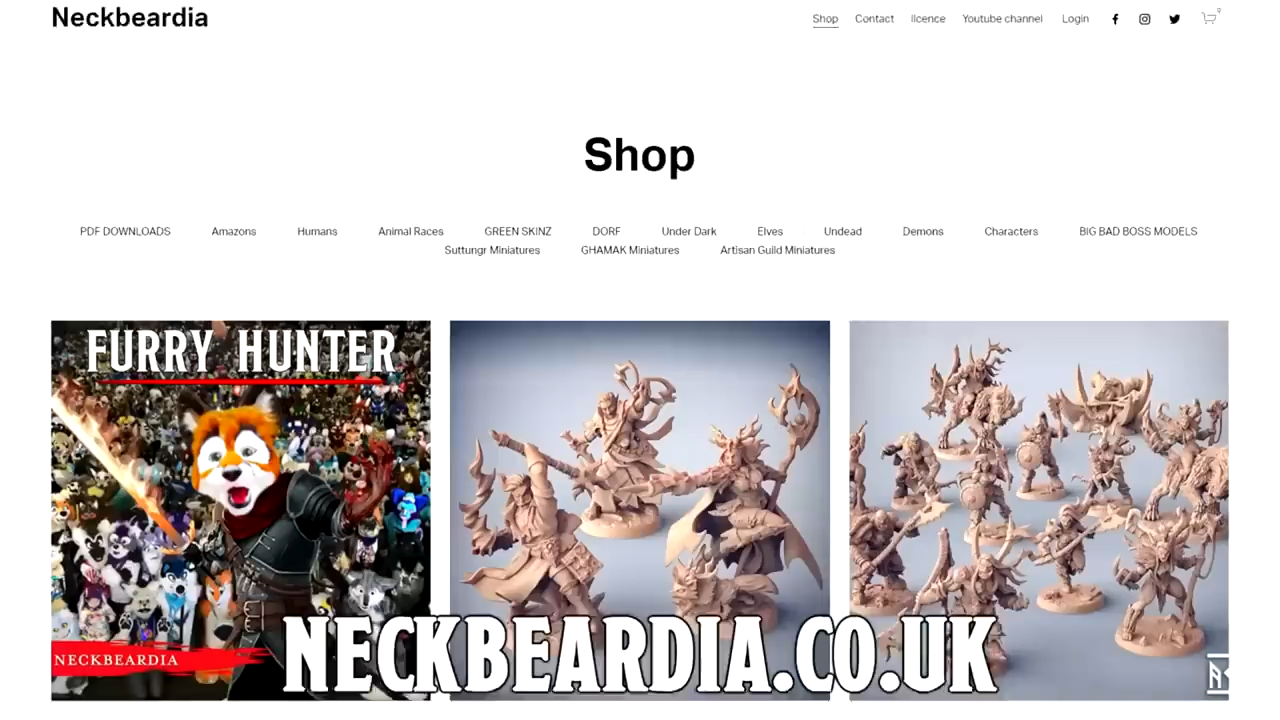 Neckbeardia
Shop Contact llcence Youtube channel Login
0
Shop
PDF DOWNLOADS Amazons Humans Animal Races GREEN SKINZ DORF Under Dark Elves Undead Demons Characters BIG BAD BOSS MODELS
Suttungr Miniatures GHAMAK Miniatures Artisan Guild Miniatures
FURRY HUNTER
NECKBEARDIA
NECKBEARDIA.CO.UK